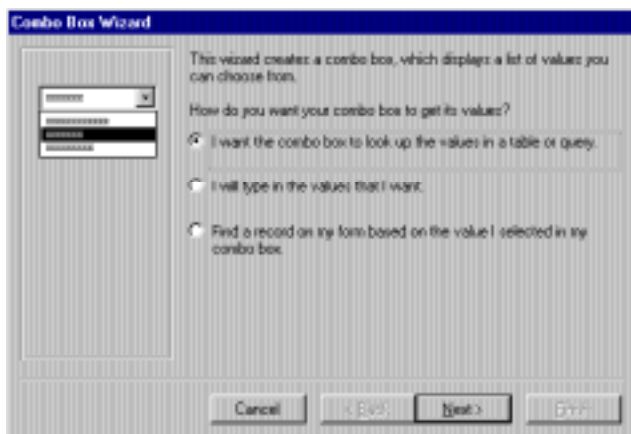 Combo Box Wizard
This wizard creates a combo box, which displays a list of values you
can choose from.
How do you want your combo box to get its values?
I want the combo box to look up the values in a table or query.
I will type in the values that I want.
Find a record on my form based on the value I selected in my
combo box.
Cancel
< Back
Next >
Finish